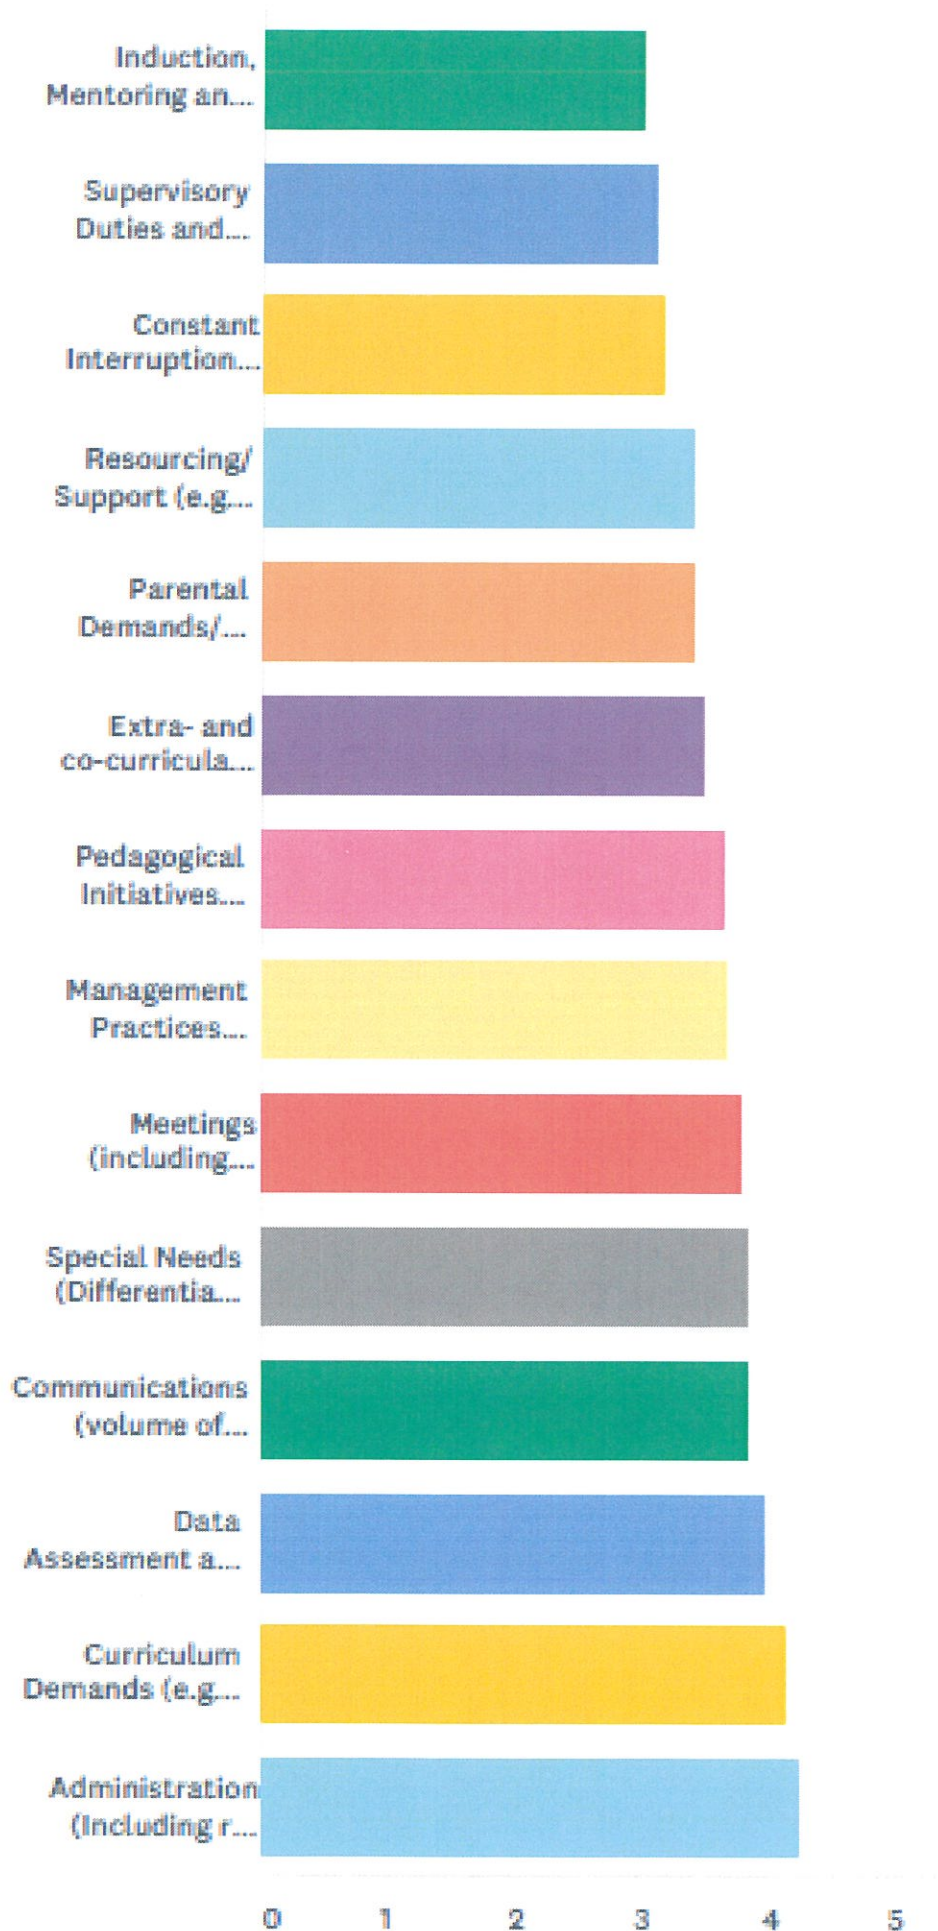 Induction,
Mentoring an...
Supervisory
Duties and...
Constant
Interruption...
Resourcing/
Support (e.g...
Parental
Demands/...
Extra- and
co-curricula...
Pedagogical
Initiatives...
Management
Practices...
Meetings
(including...
Special Needs
(Differentia...
Communications
(volume of...
Data
Assessment a...
Curriculum
Demands (e.g...
Administration
(Including r...
0 1 2 3 4 5